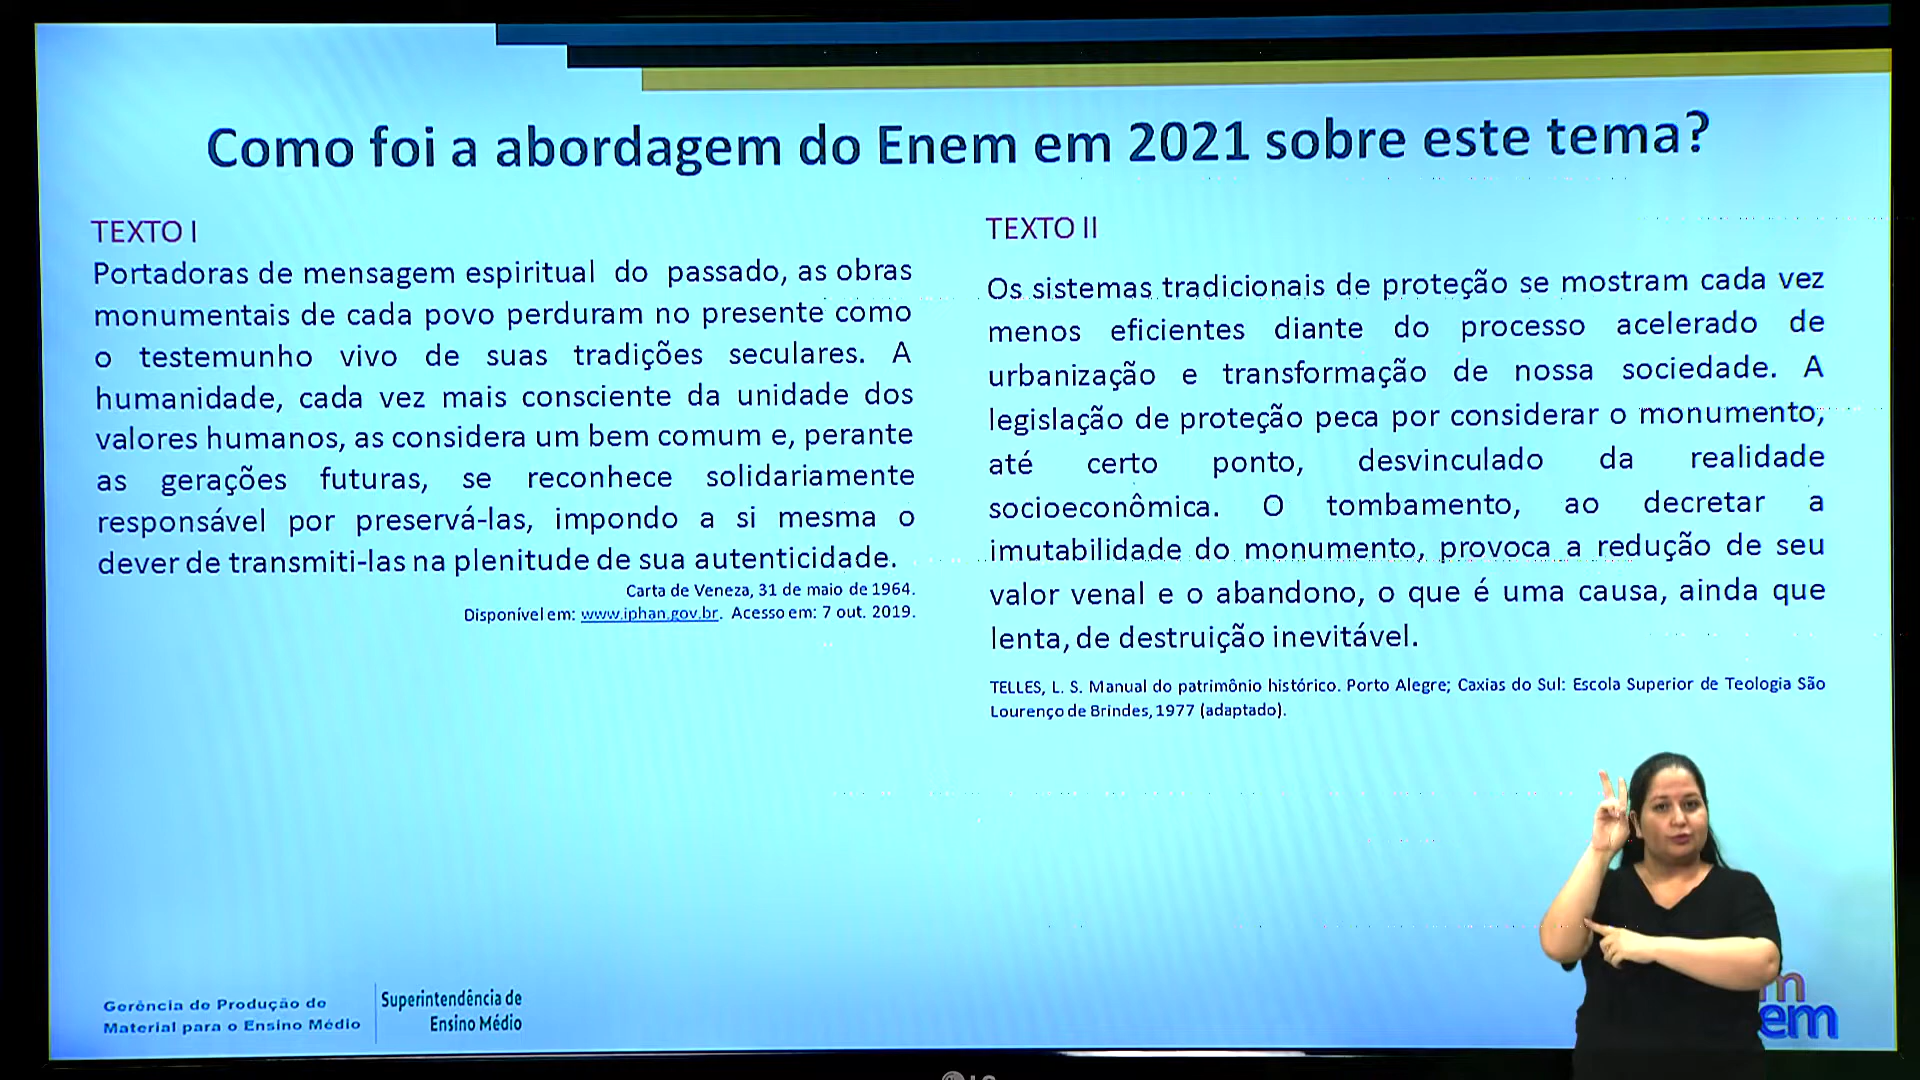 Como foi a abordagem do Enem em 2021 sobre este tema?
TEXTO I
Portadoras de mensagem espiritual do passado, as obras
monumentais de cada povo perduram no presente como
o testemunho vivo de suas tradições seculares. A
humanidade, cada vez mais consciente da unidade dos
valores humanos, as considera um bem comum e, perante
as gerações futuras, se reconhece solidariamente
responsável por preservá-las, impondo a si mesma o
dever de transmiti-las na plenitude de sua autenticidade.
Carta de Veneza, 31 de maio de 1964.
Disponível em: www.iphan.gov.br. Acesso em: 7 out. 2019.
TEXTO II
Os sistemas tradicionais de proteção se mostram cada vez
menos eficientes diante do processo acelerado de
urbanização e transformação de nossa sociedade. A
legislação de proteção peca por considerar o monumento,
até certo ponto, desvinculado da realidade
socioeconômica. O tombamento, ao decretar a
imutabilidade do monumento, provoca a redução de seu
valor venal e o abandono, o que é uma causa, ainda que
lenta, de destruição inevitável.
TELLES, L. S. Manual do patrimônio histórico. Porto Alegre; Caxias do Sul: Escola Superior de Teologia São
Lourenço de Brindes, 1977 (adaptado).
Gerência de Produção de
Material para o Ensino Médio
Superintendência de
Ensino Médio